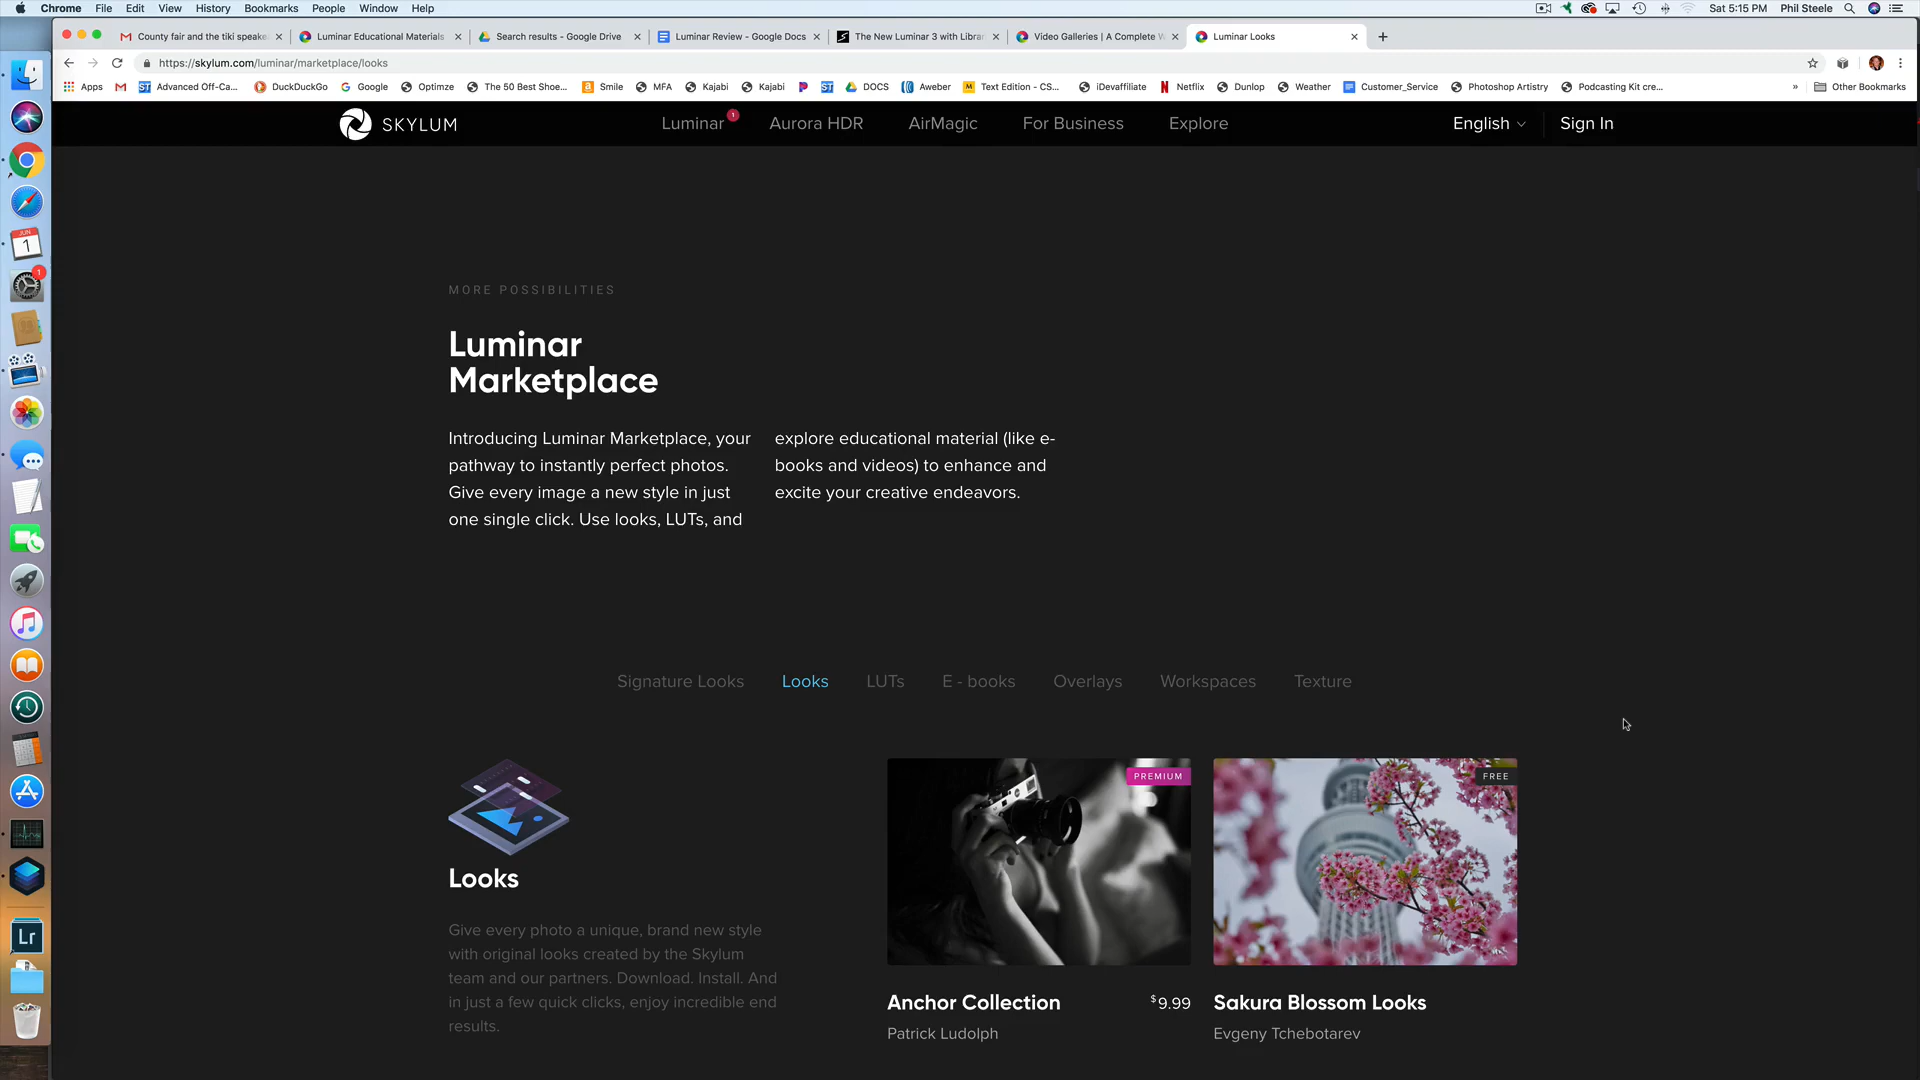 Chrome File Edit View History Bookmarks People Window Help Sat 5:15 PM Phil Steele
County fair and the tiki speake Luminar Educational Materials Search results - Google Drive Luminar Review - Google Docs The New Luminar 3 with Libra Video Galleries | A Complete W Luminar Looks
https://skylum.com/luminar/marketplace/looks
Apps ST Advanced Off-Ca... DuckDuckGo Google Optimze The 50 Best Shoe... Smile MFA Kajabi Kajabi ST DOCS Aweber Text Edition - CS... iDevaffiliate Netflix Dunlop Weather Customer_Service Photoshop Artistry Podcasting Kit cre... » Other Bookmarks
SKYLUM Luminar 1 Aurora HDR AirMagic For Business Explore English Sign In
JUN
1
1
MORE POSSIBILITIES
Luminar
Marketplace
Introducing Luminar Marketplace, your
pathway to instantly perfect photos.
Give every image a new style in just
one single click. Use looks, LUTs, and
explore educational material (like e-
books and videos) to enhance and
excite your creative endeavors.
Signature Looks Looks LUTs E - books Overlays Workspaces Texture
PREMIUM
FREE
Looks
Give every photo a unique, brand new style
with original looks created by the Skylum
team and our partners. Download. Install. And
in just a few quick clicks, enjoy incredible end
results.
Anchor Collection $9.99
Patrick Ludolph
Sakura Blossom Looks
Evgeny Tchebotarev
Lr